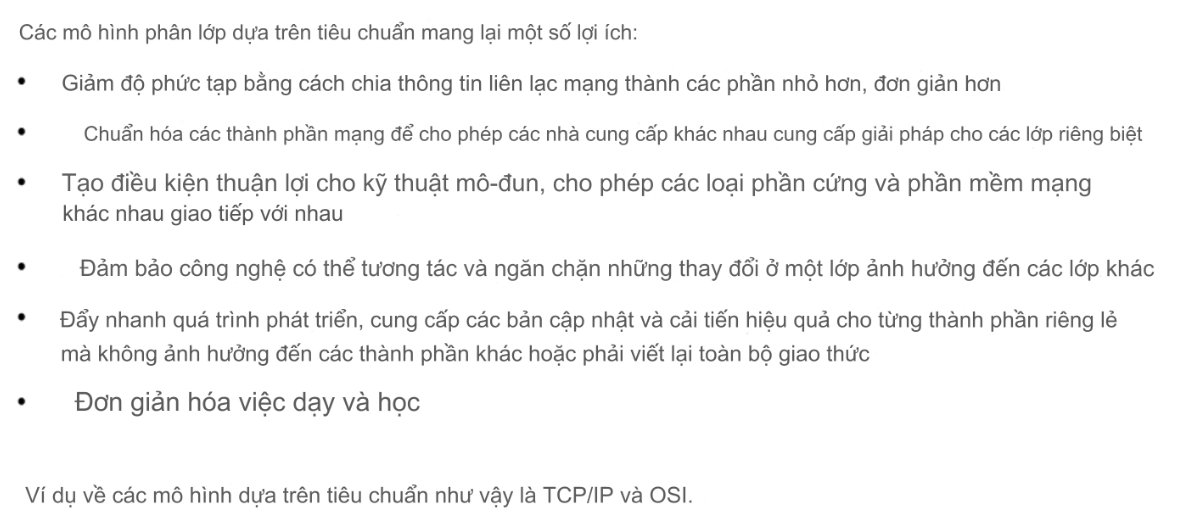 Các mô hình phân lớp dựa trên tiêu chuẩn mang lại một số lợi ích:
• Giảm độ phức tạp bằng cách chia thông tin liên lạc mạng thành các phần nhỏ hơn, đơn giản hơn
• Chuẩn hóa các thành phần mạng để cho phép các nhà cung cấp khác nhau cung cấp giải pháp cho các lớp riêng biệt
• Tạo điều kiện thuận lợi cho kỹ thuật mô-đun, cho phép các loại phần cứng và phần mềm mạng
khác nhau giao tiếp với nhau
• Đảm bảo công nghệ có thể tương tác và ngăn chặn những thay đổi ở một lớp ảnh hưởng đến các lớp khác
• Đẩy nhanh quá trình phát triển, cung cấp các bản cập nhật và cải tiến hiệu quả cho từng thành phần riêng lẻ
mà không ảnh hưởng đến các thành phần khác hoặc phải viết lại toàn bộ giao thức
• Đơn giản hóa việc dạy và học
Ví dụ về các mô hình dựa trên tiêu chuẩn như vậy là TCP/IP và OSI.